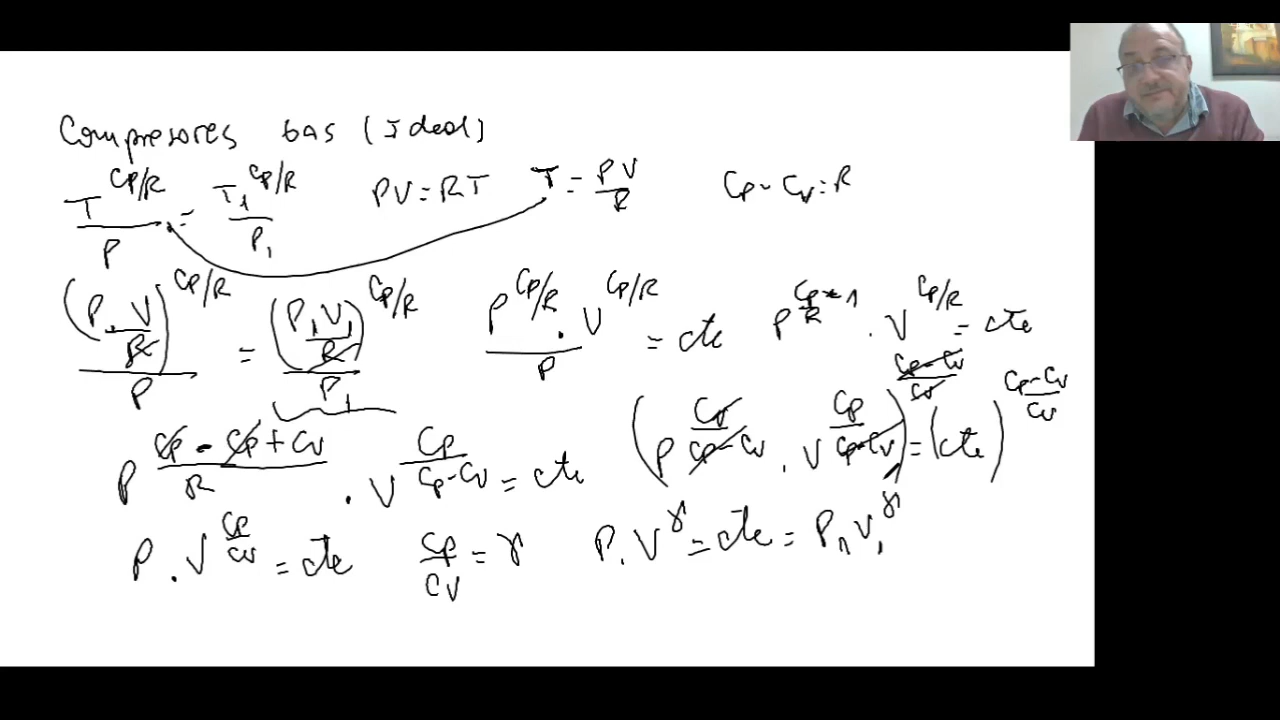 Compresores Gas (Ideal)
T^(Cp/R) / P = T₁^(Cp/R) / P₁    PV = RT    T = PV / R    Cp - Cv = R
(P.V / R)^(Cp/R) / P = (P₁V₁ / R)^(Cp/R) / P₁    P^(Cp/R) . V^(Cp/R) / P = cte    P^(Cp/R - 1) . V^(Cp/R) = cte
P^((Cp - Cp + Cv) / R) . V^(Cp / (Cp - Cv)) = cte    (P^(Cv / (Cp - Cv)) . V^(Cp / (Cp - Cv)))^((Cp - Cv) / Cv) = (cte)^((Cp - Cv) / Cv)
P . V^(Cp / Cv) = cte    Cp / Cv = γ    P . V^γ = cte = P₁ V₁^γ